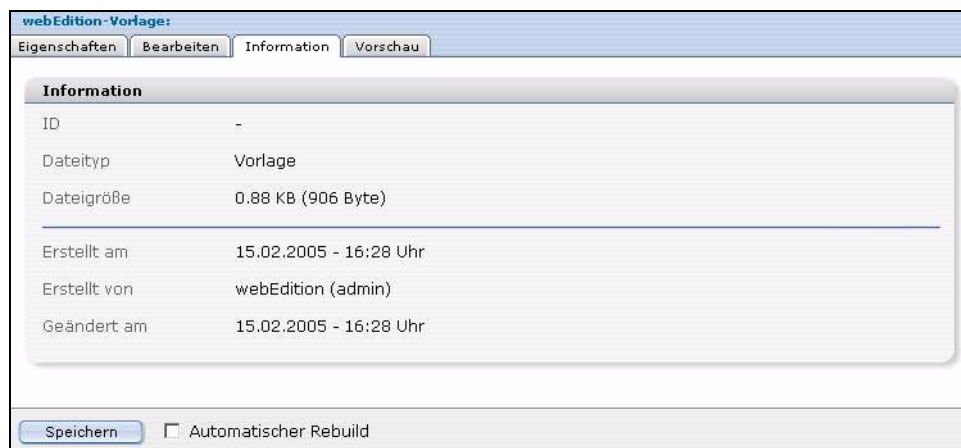 webEdition-Vorlage:
Eigenschaften Bearbeiten Information Vorschau
Information
ID -
Dateityp Vorlage
Dateigröße 0.88 KB (906 Byte)
Erstellt am 15.02.2005 - 16:28 Uhr
Erstellt von webEdition (admin)
Geändert am 15.02.2005 - 16:28 Uhr
Speichern Automatischer Rebuild